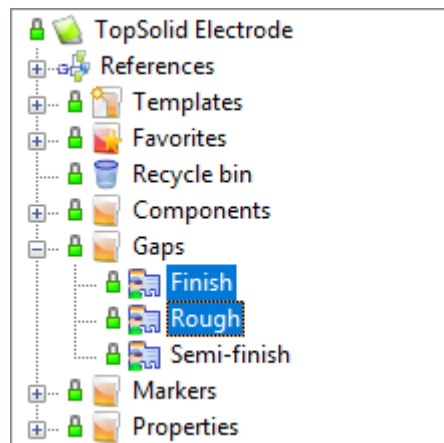 TopSolid Electrode
References
Templates
Favorites
Recycle bin
Components
Gaps
Finish
Rough
Semi-finish
Markers
Properties